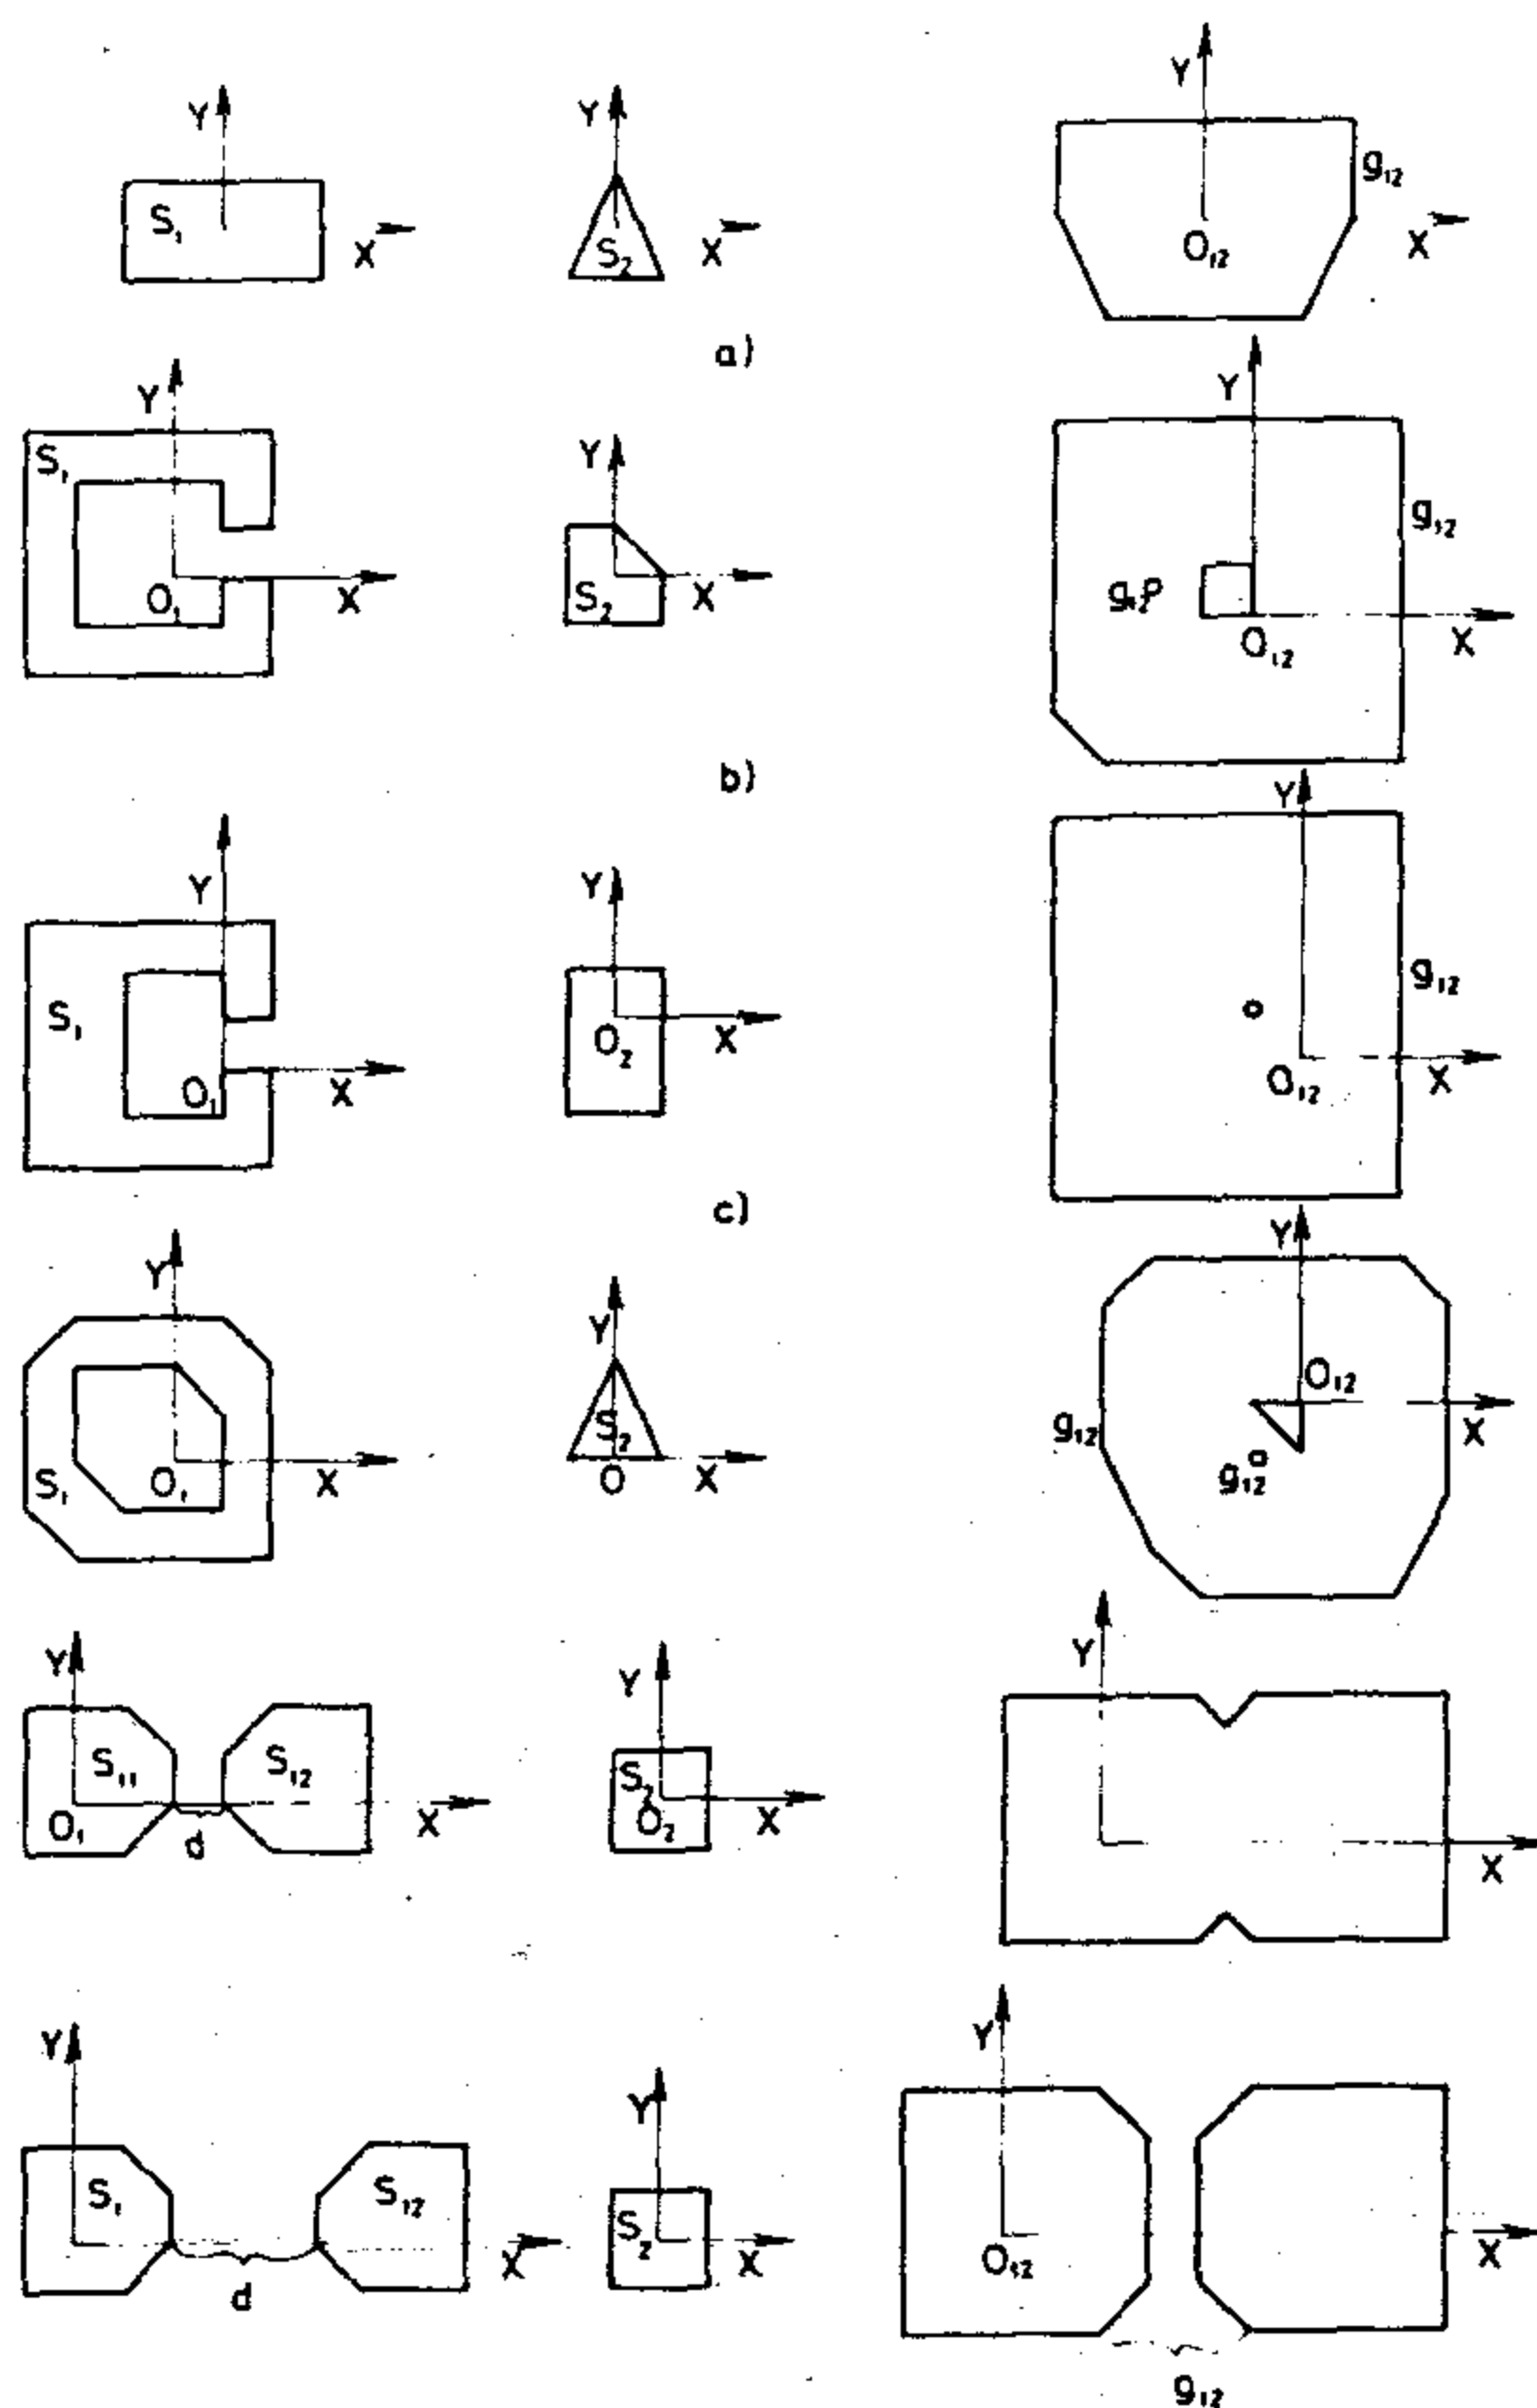 Y Y Y
S₁ X S₂ X g₁₂ O₁₂ X
a)
Y Y Y
S₁ O₁ X S₂ X g₁₂ O₁₂ X
b)
Y Y Y
S₁ O₁ X O₂ X g₁₂ O₁₂ X
c)
Y Y Y
S₁ O₁ X S₂ O X O₁₂ g₁₂ X g₁₂°
Y Y Y
S₁₁ S₁₂ O₁ d X S₂ O₂ X X
Y Y Y
S₁ S₁₂ d X S₂ X O₁₂ X
g₁₂